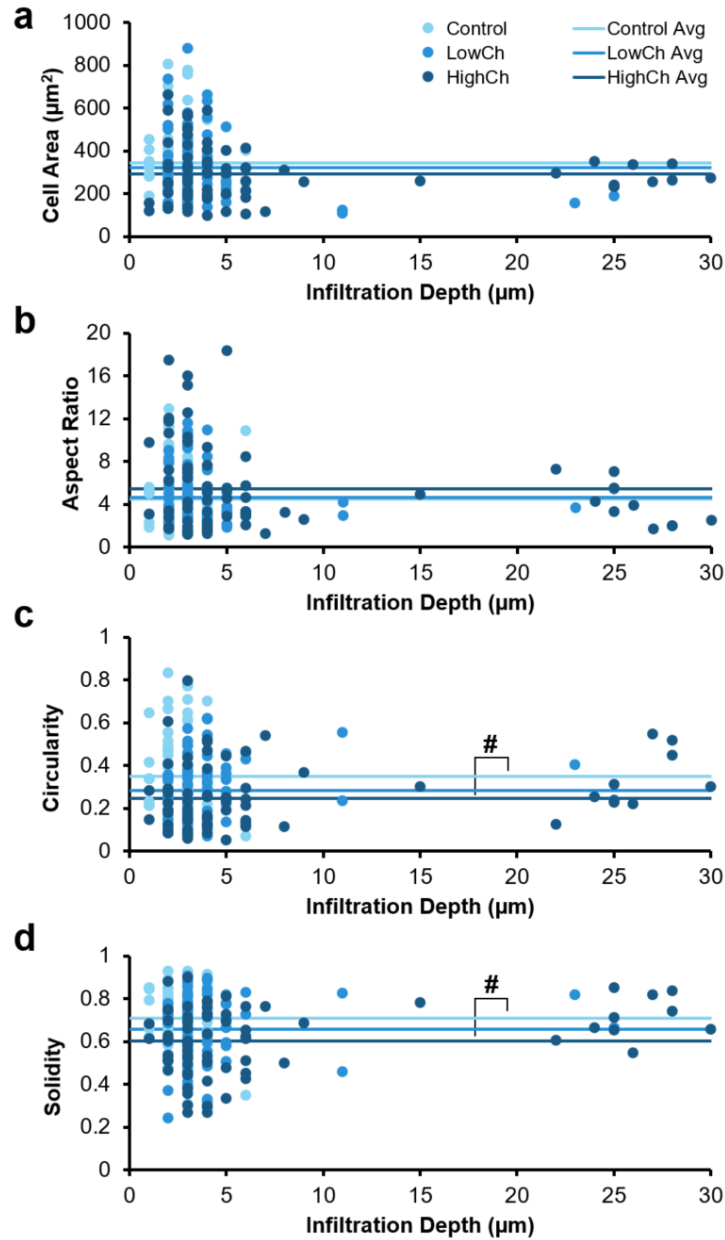 a
1000
800
600
400
200
0
Cell Area (µm²)
Control
LowCh
HighCh
Control Avg
LowCh Avg
HighCh Avg
0 5 10 15 20 25 30
Infiltration Depth (µm)
b
20
16
12
8
4
0
Aspect Ratio
0 5 10 15 20 25 30
Infiltration Depth (µm)
c
1
0.8
0.6
0.4
0.2
0
Circularity
#
0 5 10 15 20 25 30
Infiltration Depth (µm)
d
1
0.8
0.6
0.4
0.2
0
Solidity
#
0 5 10 15 20 25 30
Infiltration Depth (µm)